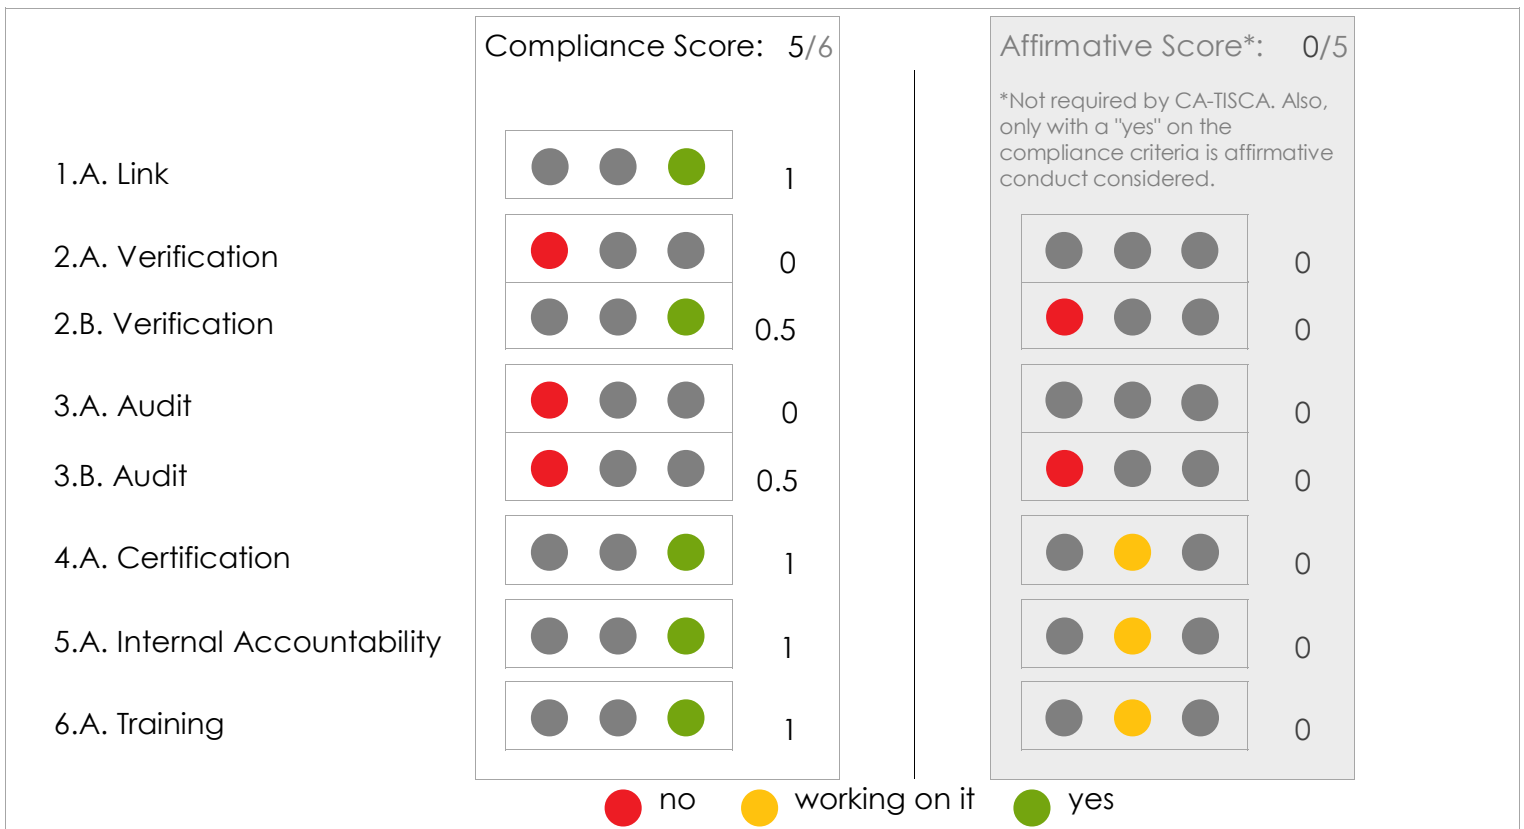 Compliance Score: 5/6
Affirmative Score*: 0/5
*Not required by CA-TISCA. Also,
only with a "yes" on the
compliance criteria is affirmative
conduct considered.
1.A. Link 1
2.A. Verification 0 0
2.B. Verification 0.5 0
3.A. Audit 0 0
3.B. Audit 0.5 0
4.A. Certification 1 0
5.A. Internal Accountability 1 0
6.A. Training 1 0
no working on it yes